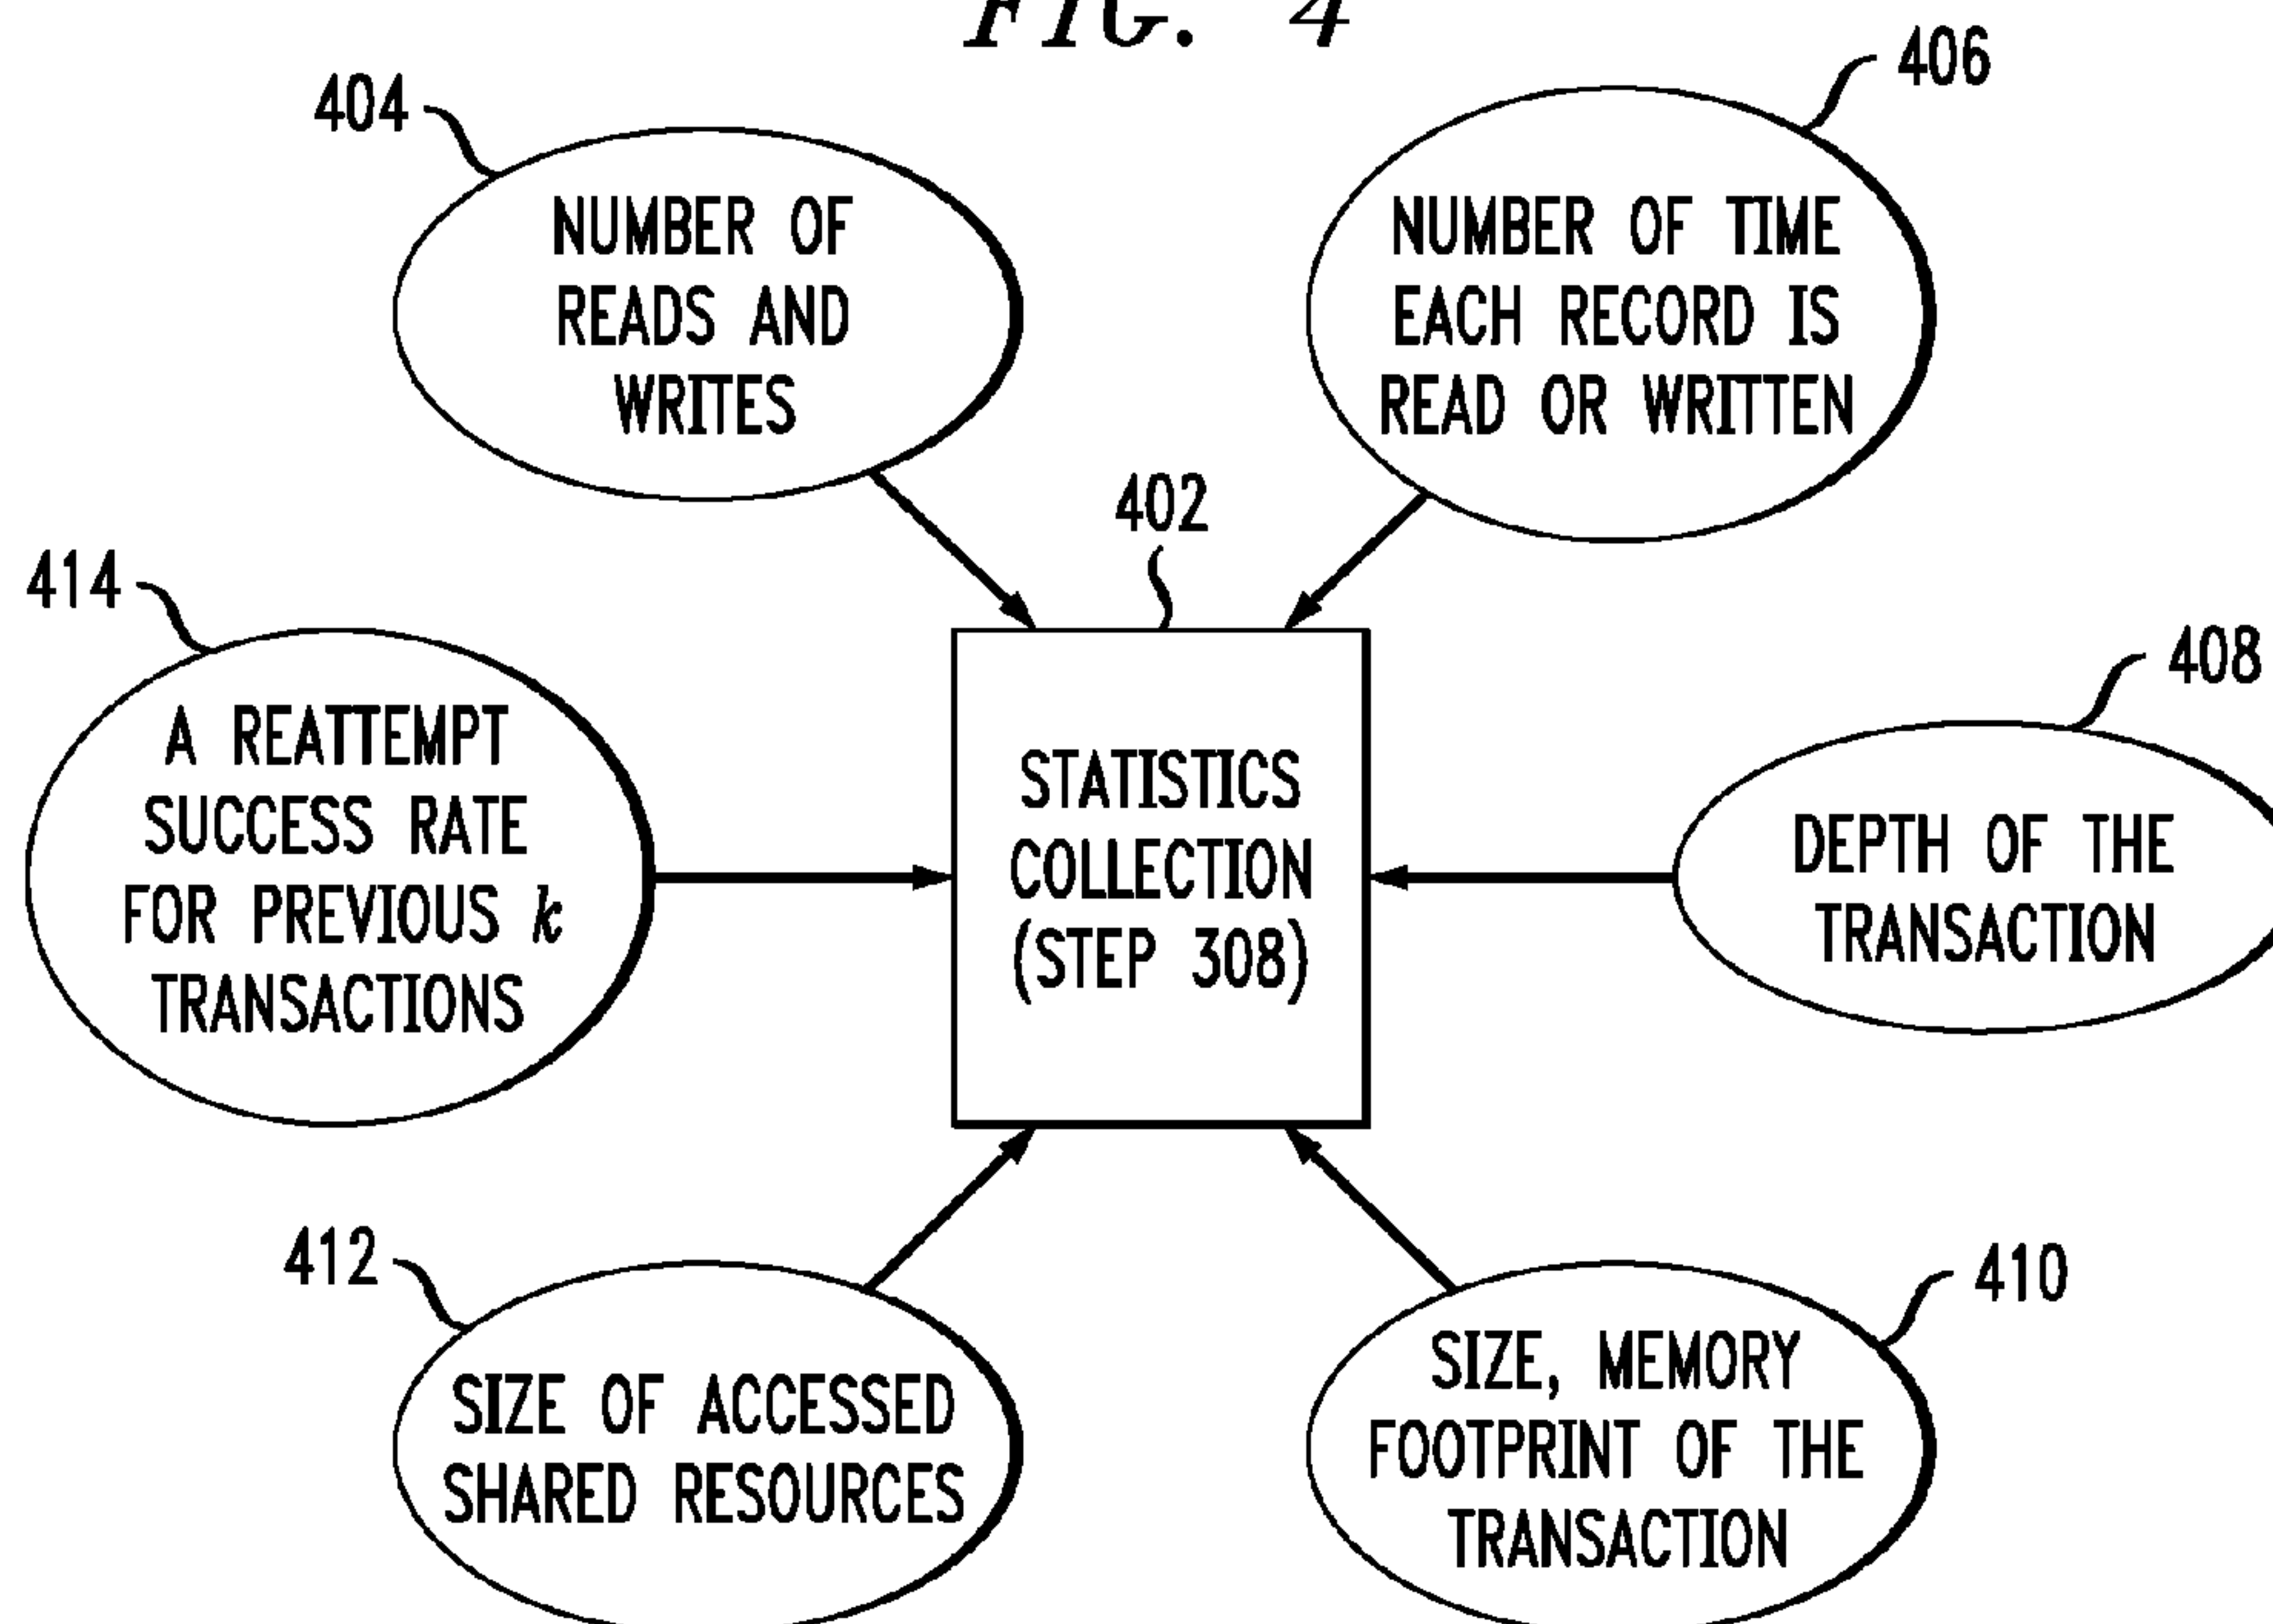 FIG. 4
404
406
NUMBER OF
READS AND
WRITES
NUMBER OF TIME
EACH RECORD IS
READ OR WRITTEN
402
414
408
A REATTEMPT
SUCCESS RATE
FOR PREVIOUS k
TRANSACTIONS
STATISTICS
COLLECTION
(STEP 308)
DEPTH OF THE
TRANSACTION
412
410
SIZE OF ACCESSED
SHARED RESOURCES
SIZE, MEMORY
FOOTPRINT OF THE
TRANSACTION